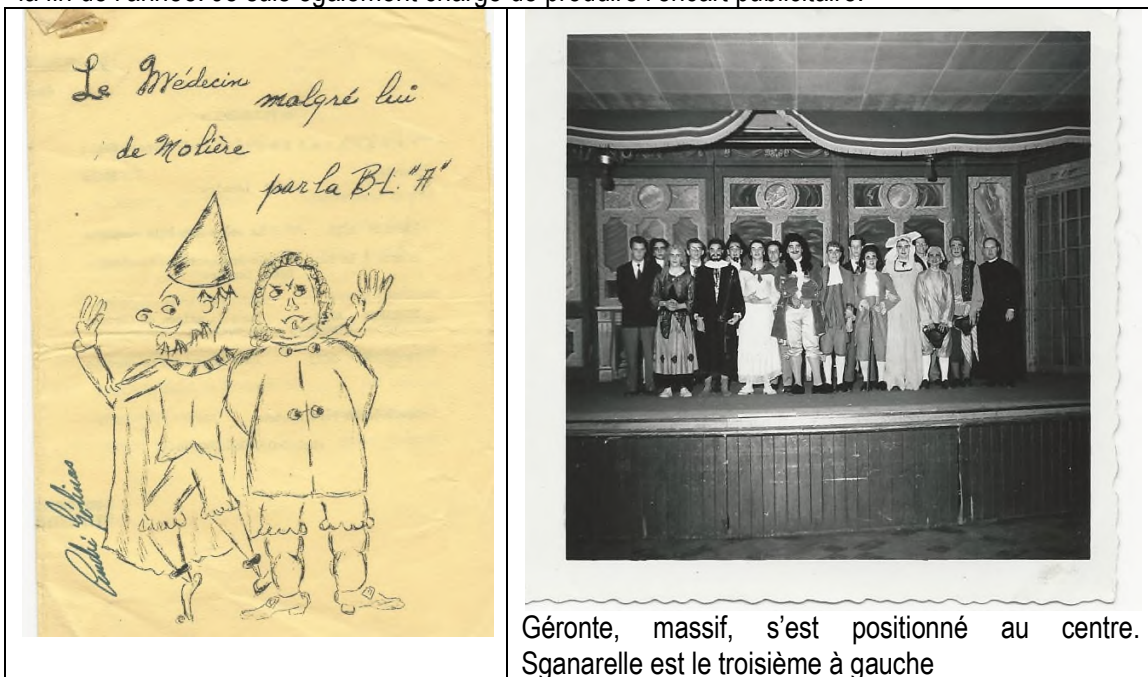 la fin de l'année. Je suis également chargé de produire l'encart publicitaire.
Le Médecin
malgré lui
de Molière
par la B-L. "A"
Géronte, massif, s'est positionné au centre.
Sganarelle est le troisième à gauche